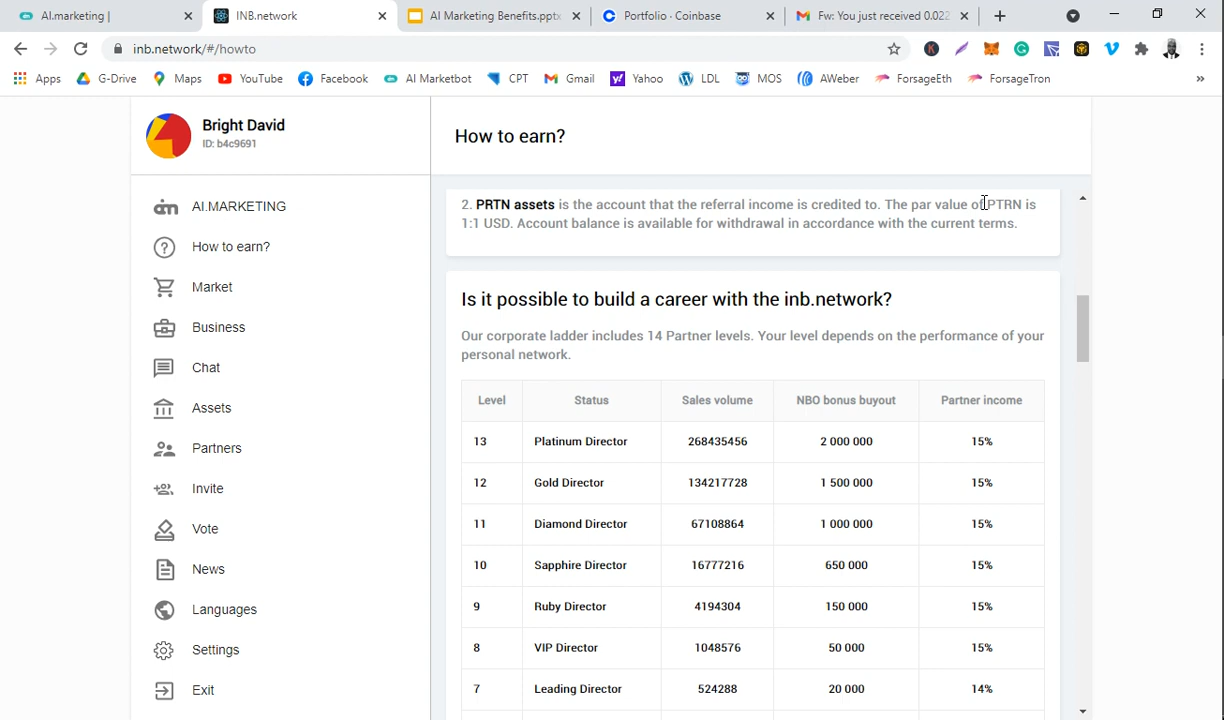 AI.marketing |
INB.network
AI Marketing Benefits.pptx
Portfolio - Coinbase
Fw: You just received 0.022
inb.network/#/howto
Apps
G-Drive
Maps
YouTube
Facebook
AI Marketbot
CPT
Gmail
Yahoo
LDL
MOS
AWeber
ForsageEth
ForsageTron
»
Bright David
ID: b4c9691
AI.MARKETING
How to earn?
Market
Business
Chat
Assets
Partners
Invite
Vote
News
Languages
Settings
Exit
How to earn?
2. PRTN assets is the account that the referral income is credited to. The par value of PTRN is
1:1 USD. Account balance is available for withdrawal in accordance with the current terms.
Is it possible to build a career with the inb.network?
Our corporate ladder includes 14 Partner levels. Your level depends on the performance of your
personal network.
Level Status Sales volume NBO bonus buyout Partner income
13 Platinum Director 268435456 2 000 000 15%
12 Gold Director 134217728 1 500 000 15%
11 Diamond Director 67108864 1 000 000 15%
10 Sapphire Director 16777216 650 000 15%
9 Ruby Director 4194304 150 000 15%
8 VIP Director 1048576 50 000 15%
7 Leading Director 524288 20 000 14%